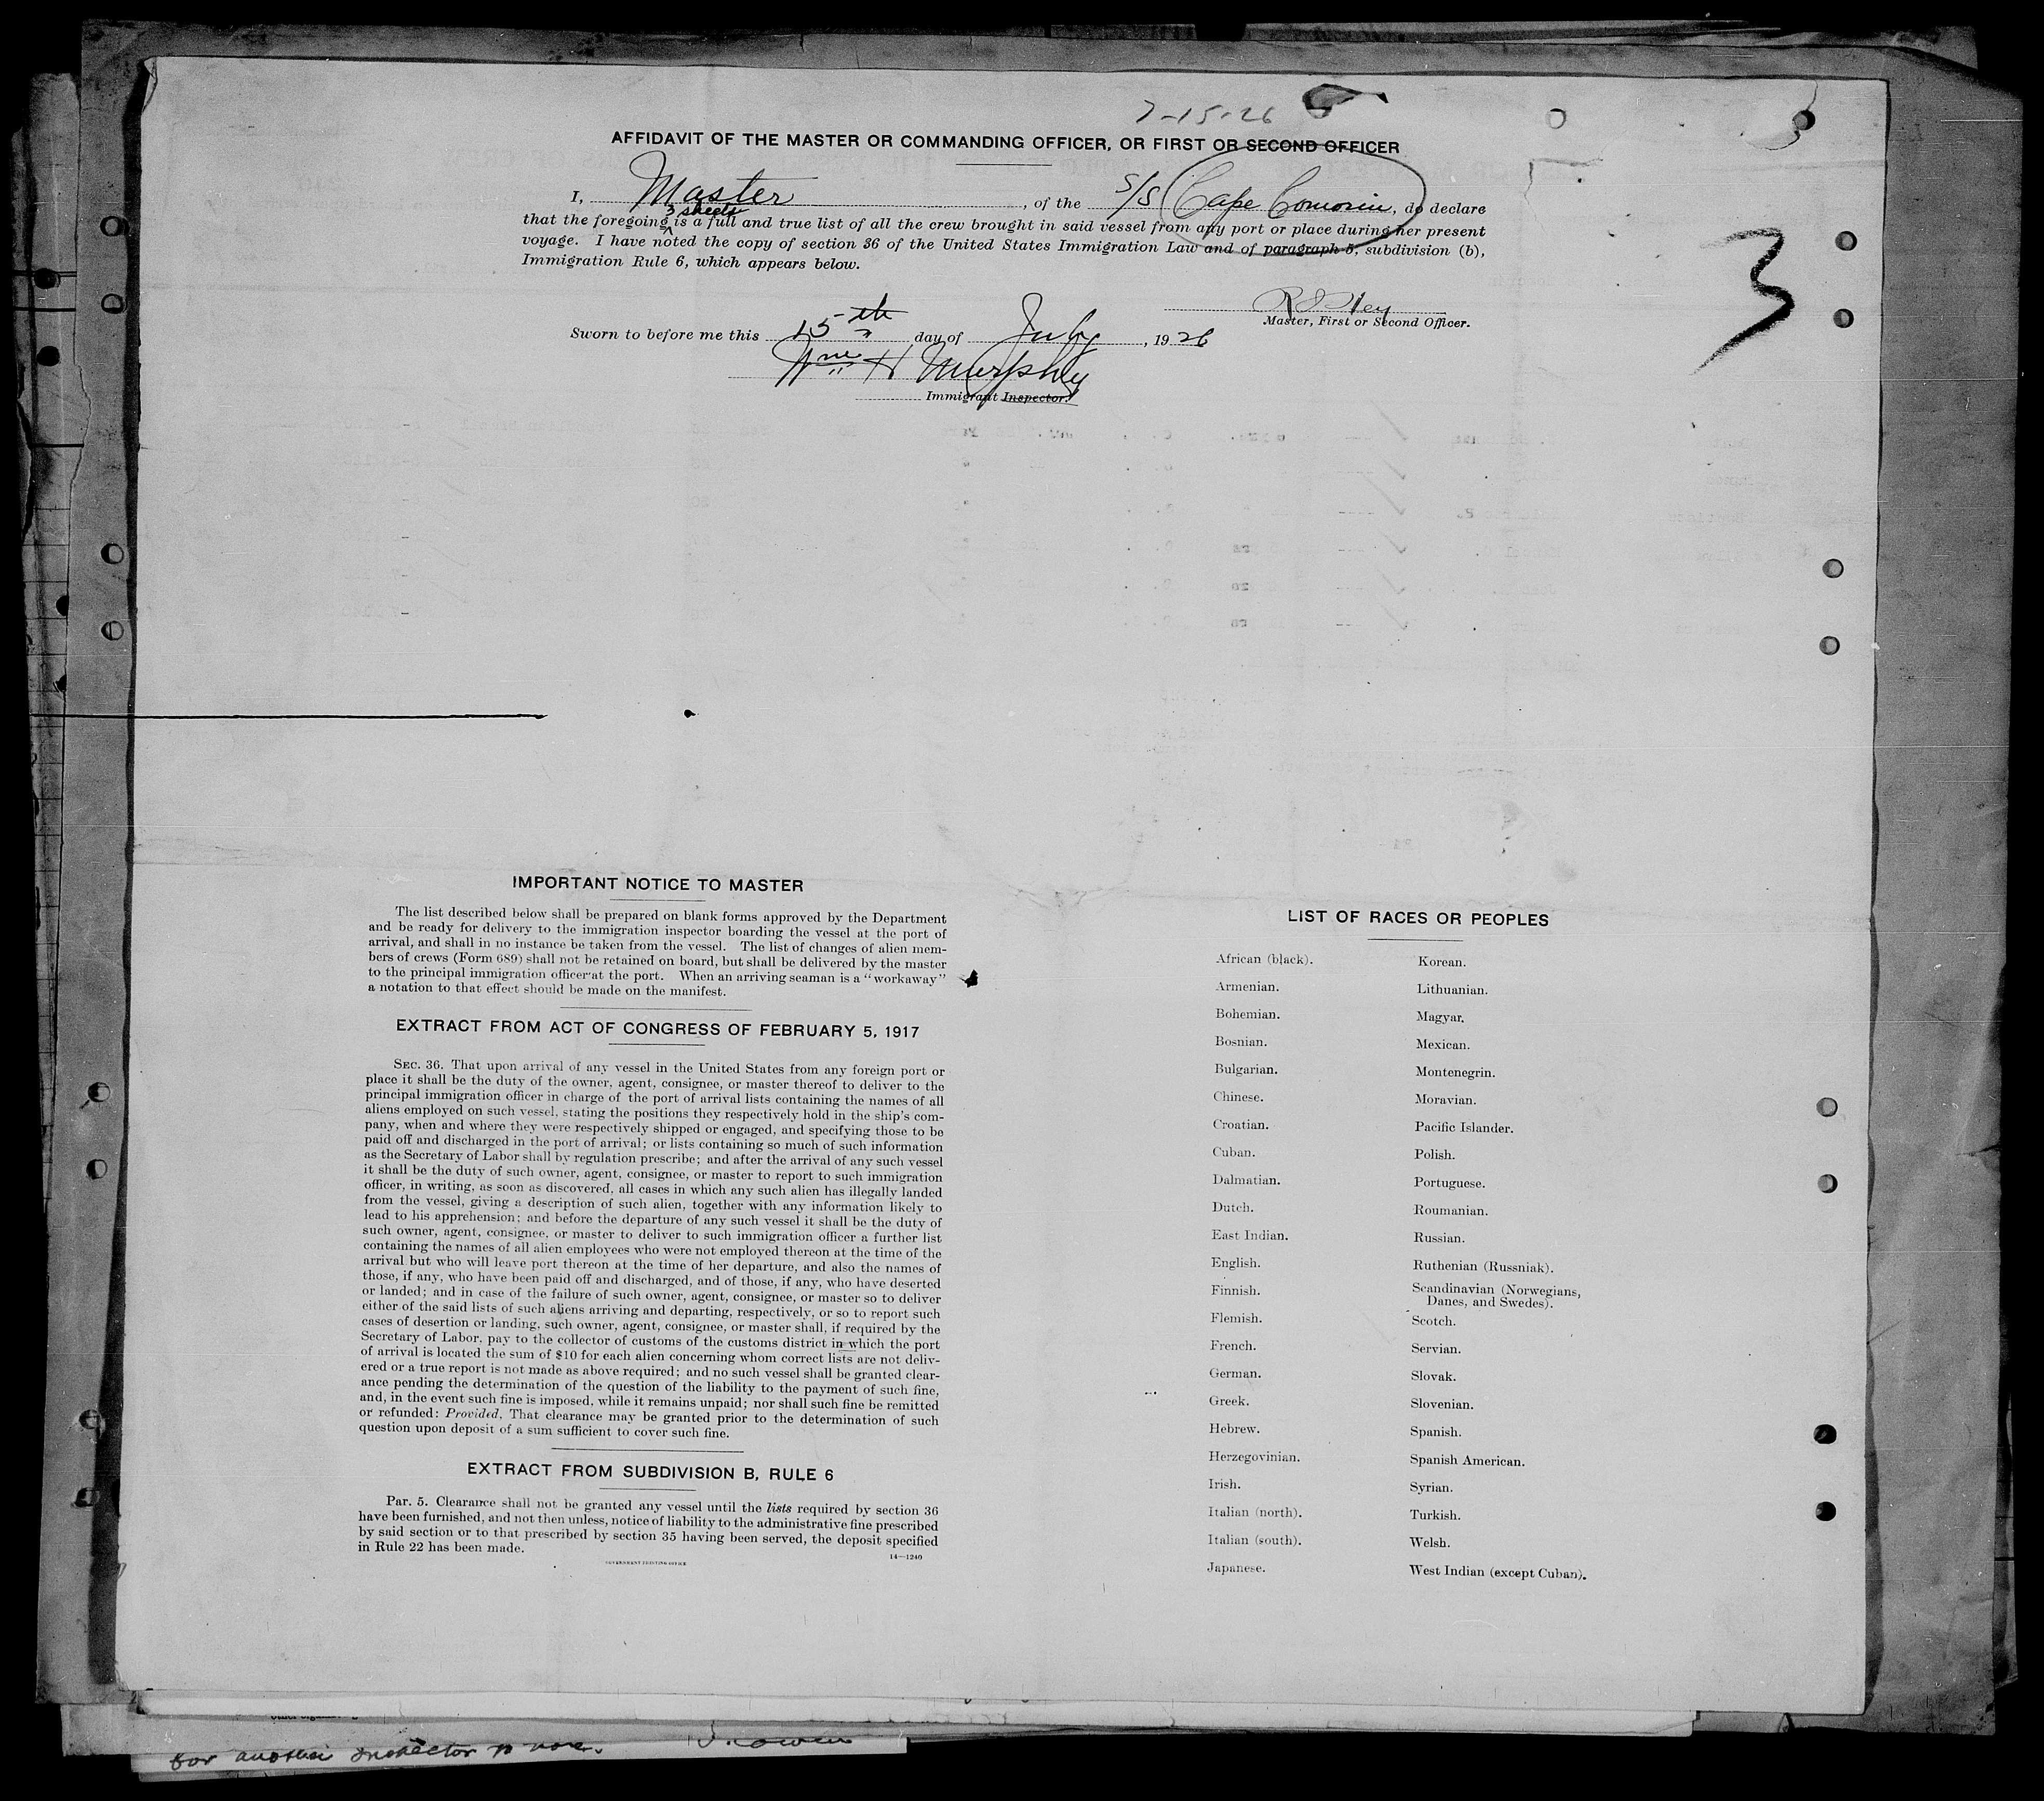 7-15-26
AFFIDAVIT OF THE MASTER OR COMMANDING OFFICER, OR FIRST OR SECOND OFFICER
I, Master, of the S/S Cape Comorin, do declare
3 sheets
that the foregoing is a full and true list of all the crew brought in said vessel from any port or place during her present
voyage. I have noted the copy of section 36 of the United States Immigration Law and of paragraph 5, subdivision (b),
Immigration Rule 6, which appears below.
3
Master, First or Second Officer.
Sworn to before me this 15th day of July, 1926
Wm H Murphy
Immigrant Inspector.
IMPORTANT NOTICE TO MASTER
The list described below shall be prepared on blank forms approved by the Department
and be ready for delivery to the immigration inspector boarding the vessel at the port of
arrival, and shall in no instance be taken from the vessel. The list of changes of alien mem-
bers of crews (Form 689) shall not be retained on board, but shall be delivered by the master
to the principal immigration officer at the port. When an arriving seaman is a "workaway"
a notation to that effect should be made on the manifest.
EXTRACT FROM ACT OF CONGRESS OF FEBRUARY 5, 1917
SEC. 36. That upon arrival of any vessel in the United States from any foreign port or
place it shall be the duty of the owner, agent, consignee, or master thereof to deliver to the
principal immigration officer in charge of the port of arrival lists containing the names of all
aliens employed on such vessel, stating the positions they respectively hold in the ship's com-
pany, when and where they were respectively shipped or engaged, and specifying those to be
paid off and discharged in the port of arrival; or lists containing so much of such information
as the Secretary of Labor shall by regulation prescribe; and after the arrival of any such vessel
it shall be the duty of such owner, agent, consignee, or master to report to such immigration
officer, in writing, as soon as discovered, all cases in which any such alien has illegally landed
from the vessel, giving a description of such alien, together with any information likely to
lead to his apprehension; and before the departure of any such vessel it shall be the duty of
such owner, agent, consignee, or master to deliver to such immigration officer a further list
containing the names of all alien employees who were not employed thereon at the time of the
arrival but who will leave port thereon at the time of her departure, and also the names of
those, if any, who have been paid off and discharged, and of those, if any, who have deserted
or landed; and in case of the failure of such owner, agent, consignee, or master so to deliver
either of the said lists of such aliens arriving and departing, respectively, or so to report such
cases of desertion or landing, such owner, agent, consignee, or master shall, if required by the
Secretary of Labor, pay to the collector of customs of the customs district in which the port
of arrival is located the sum of $10 for each alien concerning whom correct lists are not deliv-
ered or a true report is not made as above required; and no such vessel shall be granted clear-
ance pending the determination of the question of the liability to the payment of such fine,
and, in the event such fine is imposed, while it remains unpaid; nor shall such fine be remitted
or refunded: Provided, That clearance may be granted prior to the determination of such
question upon deposit of a sum sufficient to cover such fine.
EXTRACT FROM SUBDIVISION B, RULE 6
Par. 5. Clearance shall not be granted any vessel until the lists required by section 36
have been furnished, and not then unless, notice of liability to the administrative fine prescribed
by said section or to that prescribed by section 35 having been served, the deposit specified
in Rule 22 has been made.
GOVERNMENT PRINTING OFFICE
14—1240
LIST OF RACES OR PEOPLES
African (black).
Armenian.
Bohemian.
Bosnian.
Bulgarian.
Chinese.
Croatian.
Cuban.
Dalmatian.
Dutch.
East Indian.
English.
Finnish.
Flemish.
French.
German.
Greek.
Hebrew.
Herzegovinian.
Irish.
Italian (north).
Italian (south).
Japanese.
Korean.
Lithuanian.
Magyar.
Mexican.
Montenegrin.
Moravian.
Pacific Islander.
Polish.
Portuguese.
Roumanian.
Russian.
Ruthenian (Russniak).
Scandinavian (Norwegians,
Danes, and Swedes).
Scotch.
Servian.
Slovak.
Slovenian.
Spanish.
Spanish American.
Syrian.
Turkish.
Welsh.
West Indian (except Cuban).
for another Inspector